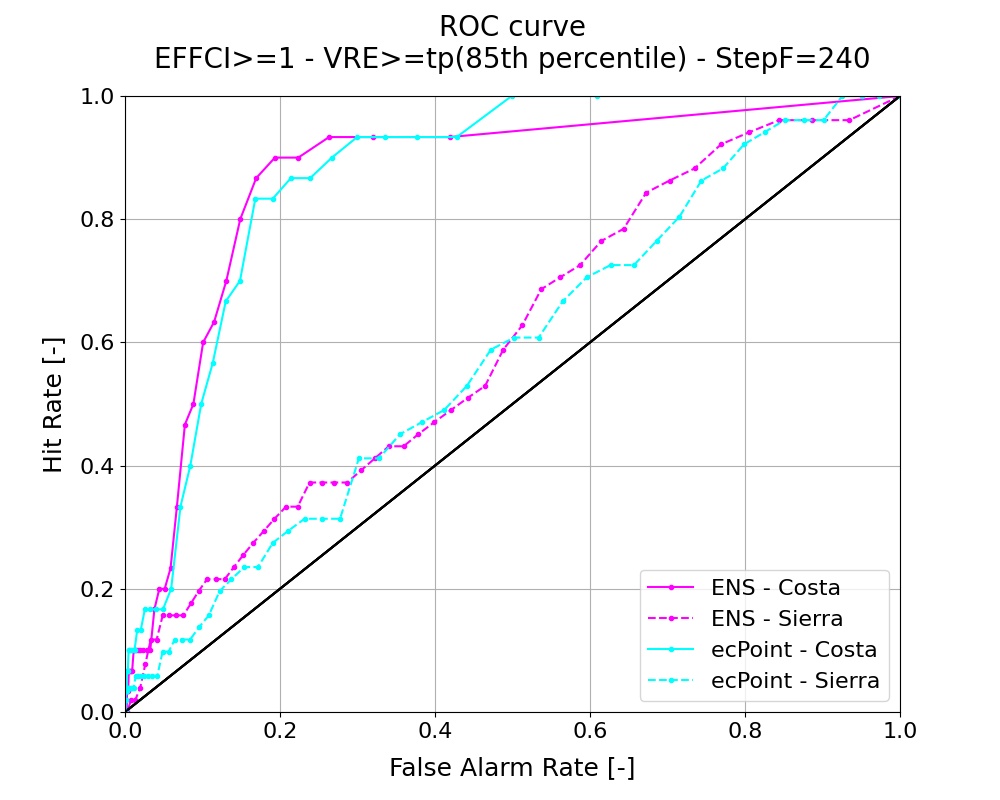 ROC curve
EFFCI>=1 - VRE>=tp(85th percentile) - StepF=240
1.0
0.8
0.6
0.4
0.2
0.0
Hit Rate [-]
0.0 0.2 0.4 0.6 0.8 1.0
False Alarm Rate [-]
ENS - Costa
ENS - Sierra
ecPoint - Costa
ecPoint - Sierra